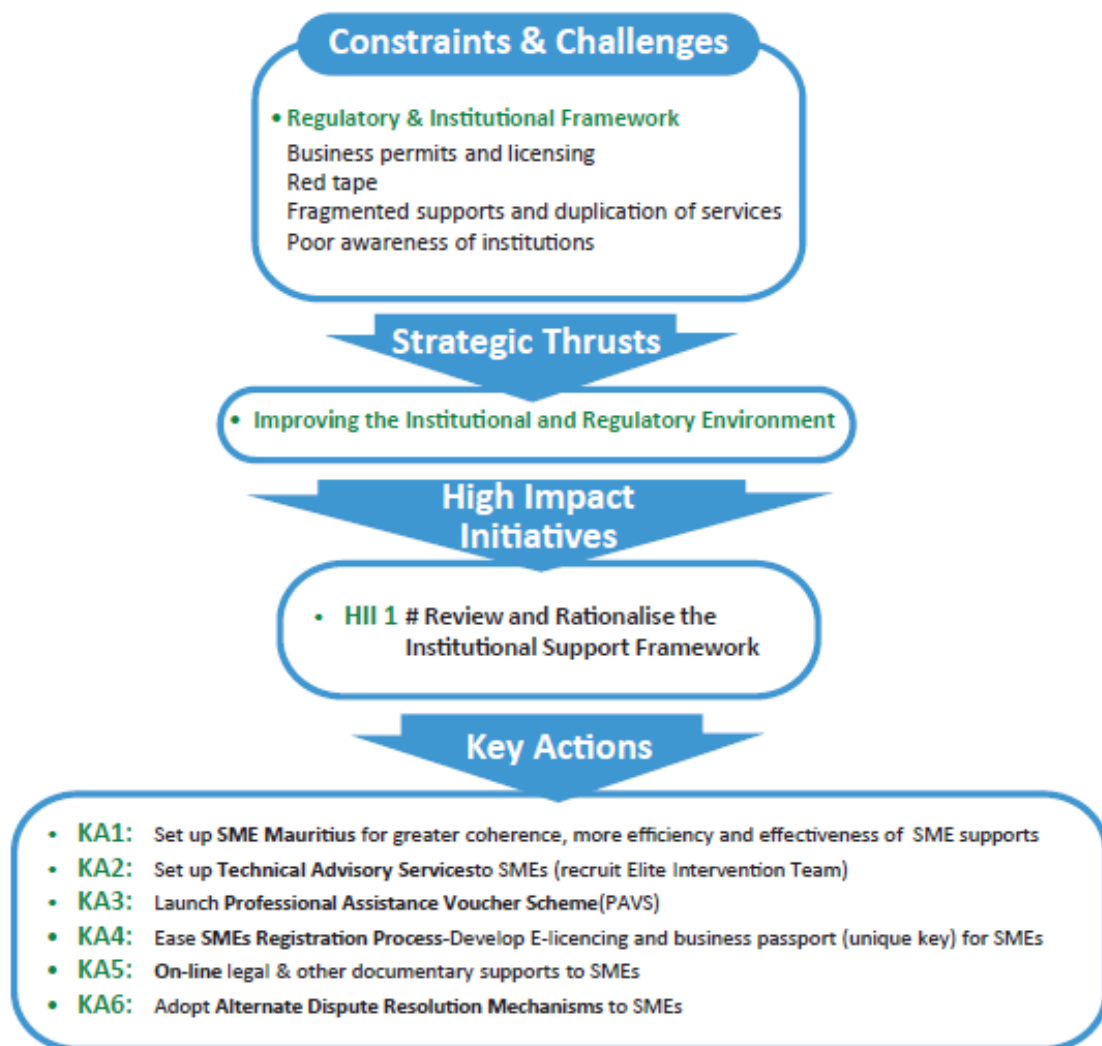 Constraints & Challenges
• Regulatory & Institutional Framework
Business permits and licensing
Red tape
Fragmented supports and duplication of services
Poor awareness of institutions
Strategic Thrusts
• Improving the Institutional and Regulatory Environment
High Impact
Initiatives
• HII 1 # Review and Rationalise the
Institutional Support Framework
Key Actions
• KA1: Set up SME Mauritius for greater coherence, more efficiency and effectiveness of SME supports
• KA2: Set up Technical Advisory Servicesto SMEs (recruit Elite Intervention Team)
• KA3: Launch Professional Assistance Voucher Scheme(PAVS)
• KA4: Ease SMEs Registration Process-Develop E-licencing and business passport (unique key) for SMEs
• KA5: On-line legal & other documentary supports to SMEs
• KA6: Adopt Alternate Dispute Resolution Mechanisms to SMEs